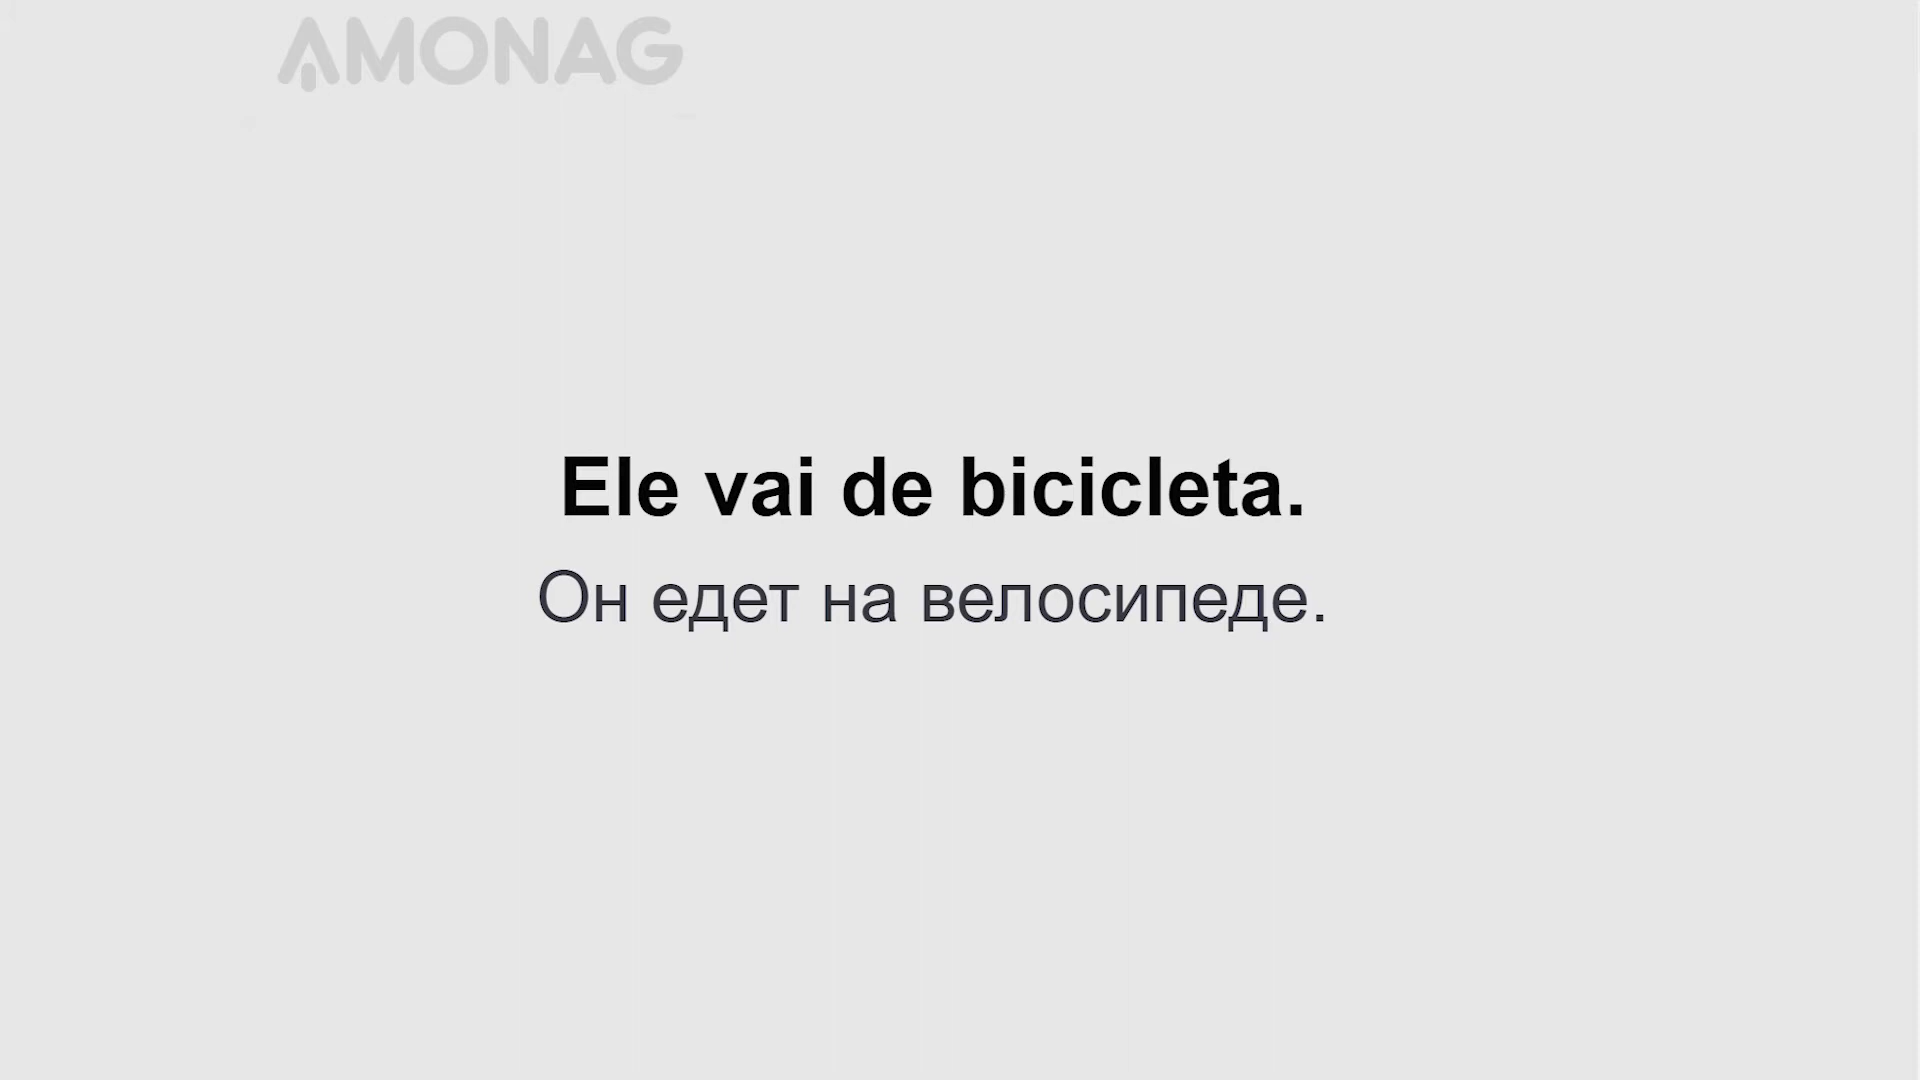 AMONAG
Ele vai de bicicleta.
Он едет на велосипеде.